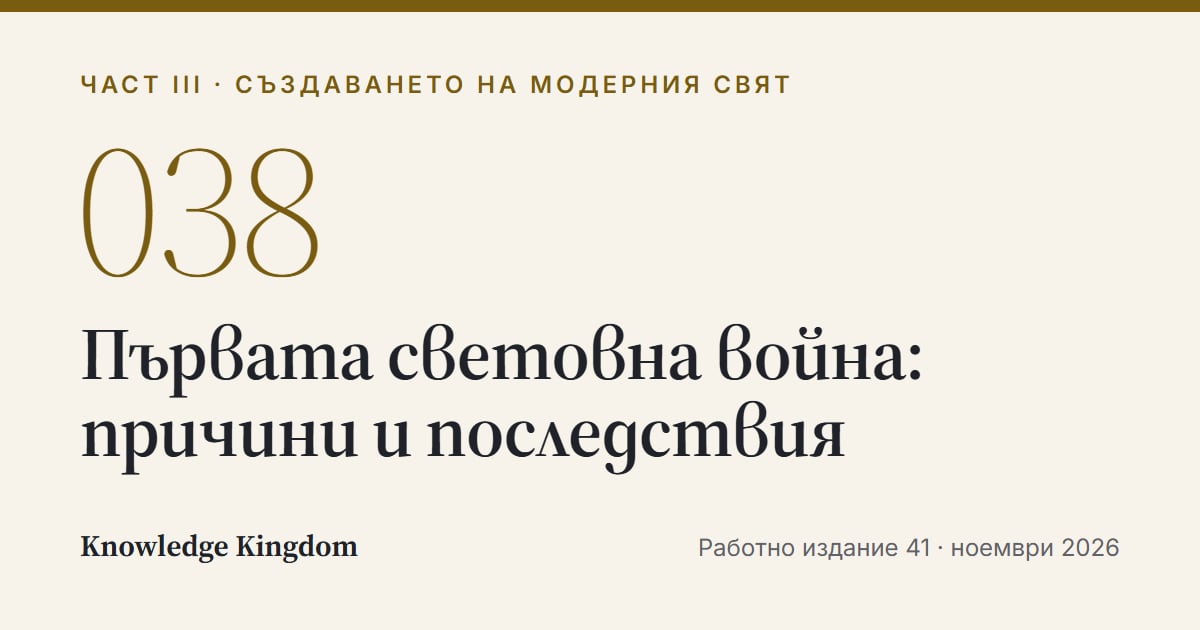 ЧАСТ III · СЪЗДАВАНЕТО НА МОДЕРНИЯ СВЯТ
038
Първата световна война:
причини и последствия
Knowledge Kingdom
Работно издание 41 · ноември 2026